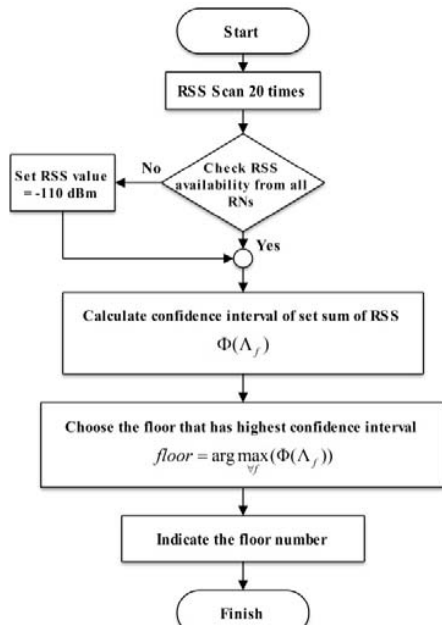 Start
RSS Scan 20 times
Check RSS
availability from all
RNs
No
Set RSS value
= -110 dBm
Yes
Calculate confidence interval of set sum of RSS
Φ(Λ_f)
Choose the floor that has highest confidence interval
floor = arg max_{∀f}(Φ(Λ_f))
Indicate the floor number
Finish